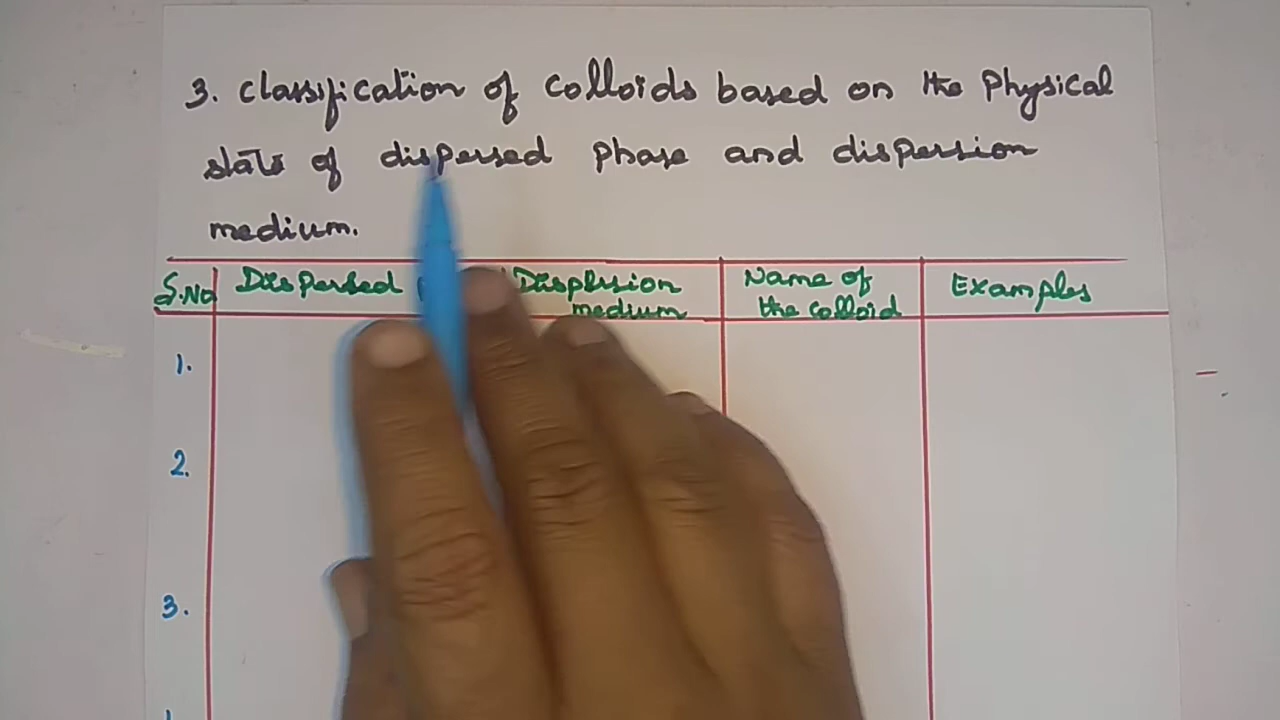 3. Classification of Colloids based on the Physical
state of dispersed phase and dispersion
medium.
S.No
Dispersed
Dispersion
medium
Name of
the colloid
Examples
1.
2.
3.